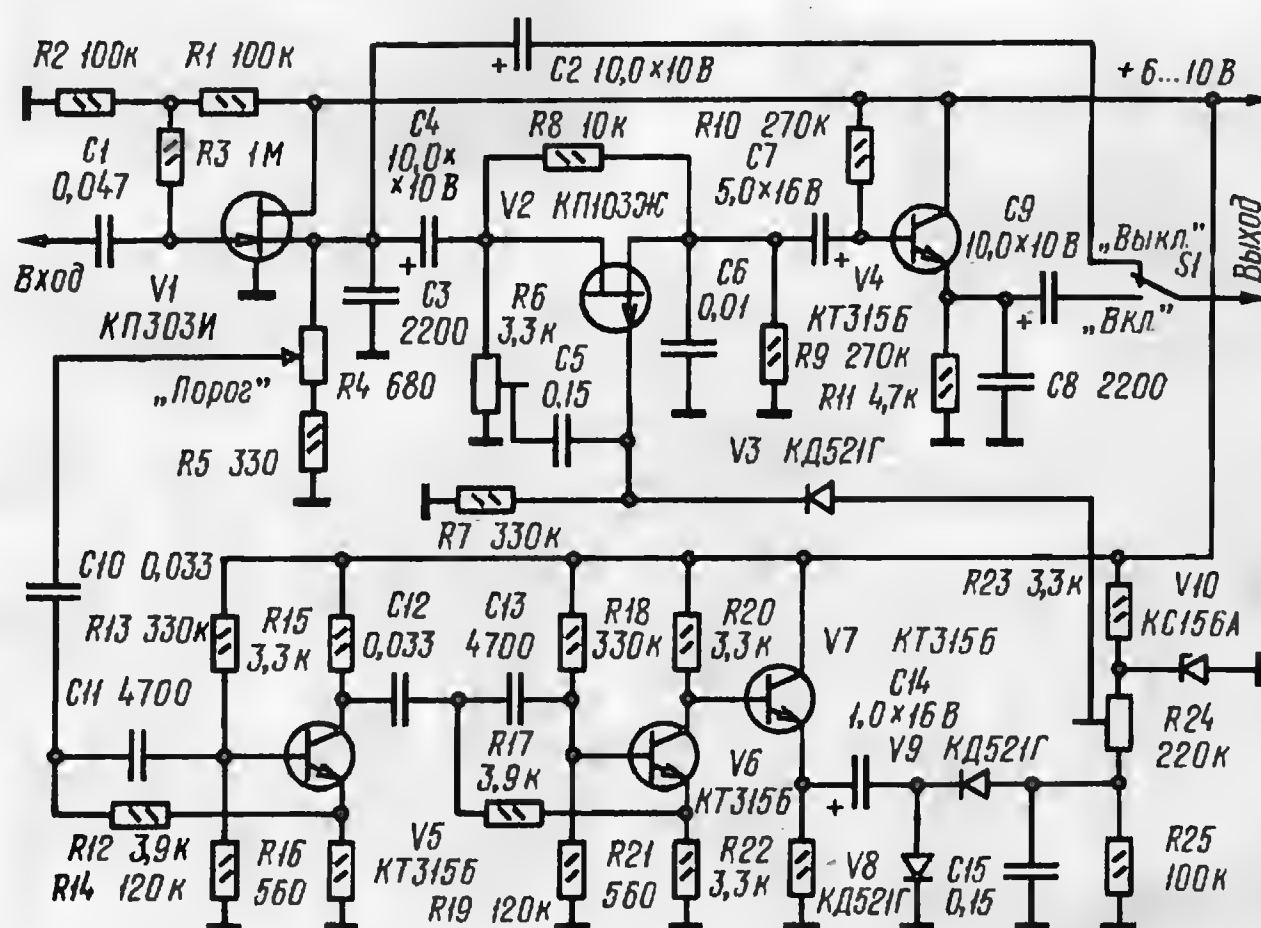 R2 100к
R1 100к
C2 10,0×10В
+6...10В
C1
0,047
R3 1М
C4
10,0×
×10В
R8 10к
R10 270к
C7
5,0×16В
V2 КП103Ж
C9
10,0×10В
„Выкл.”
S1
Выход
Вход
V1
КП303И
C3
2200
R6
3,3к
C6
0,01
V4
КТ315Б
„Вкл.”
„Порог”
R4 680
C5
0,15
R9 270к
R11 4,7к
C8 2200
R5 330
V3 КД521Г
R7 330к
C10 0,033
R13 330к
R15
3,3к
C12
0,033
C13
4700
R18
330к
R20
3,3к
R23 3,3к
V10
КС156А
V7 КТ315Б
C11 4700
C14
1,0×16В
R24
220к
R17
3,9к
V9 КД521Г
V6
КТ315Б
R12 3,9к
R14 120к
R16
560
V5
КТ315Б
R19 120к
R21
560
R22
3,3к
V8
КД521Г
C15
0,15
R25
100к